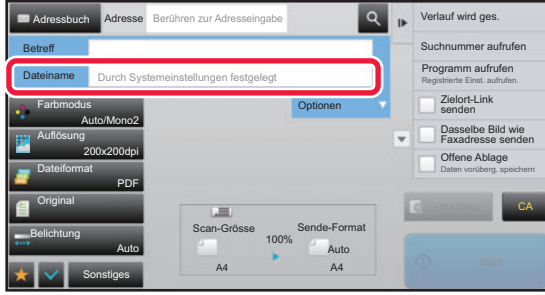 Adressbuch
Adresse
Berühren zur Adresseingabe
Verlauf wird ges.
Betreff
Suchnummer aufrufen
Dateiname
Durch Systemeinstellungen festgelegt
Programm aufrufen
Registrierte Einst. aufrufen.
Farbmodus
Auto/Mono2
Optionen
Zielort-Link
senden
Auflösung
200x200dpi
Dasselbe Bild wie
Faxadresse senden
Dateiformat
PDF
Offene Ablage
Daten vorüberg. speichern
Original
Vorschau
CA
Scan-Grösse
100%
Sende-Format
Auto
A4
A4
Belichtung
Auto
Sonstiges
Start